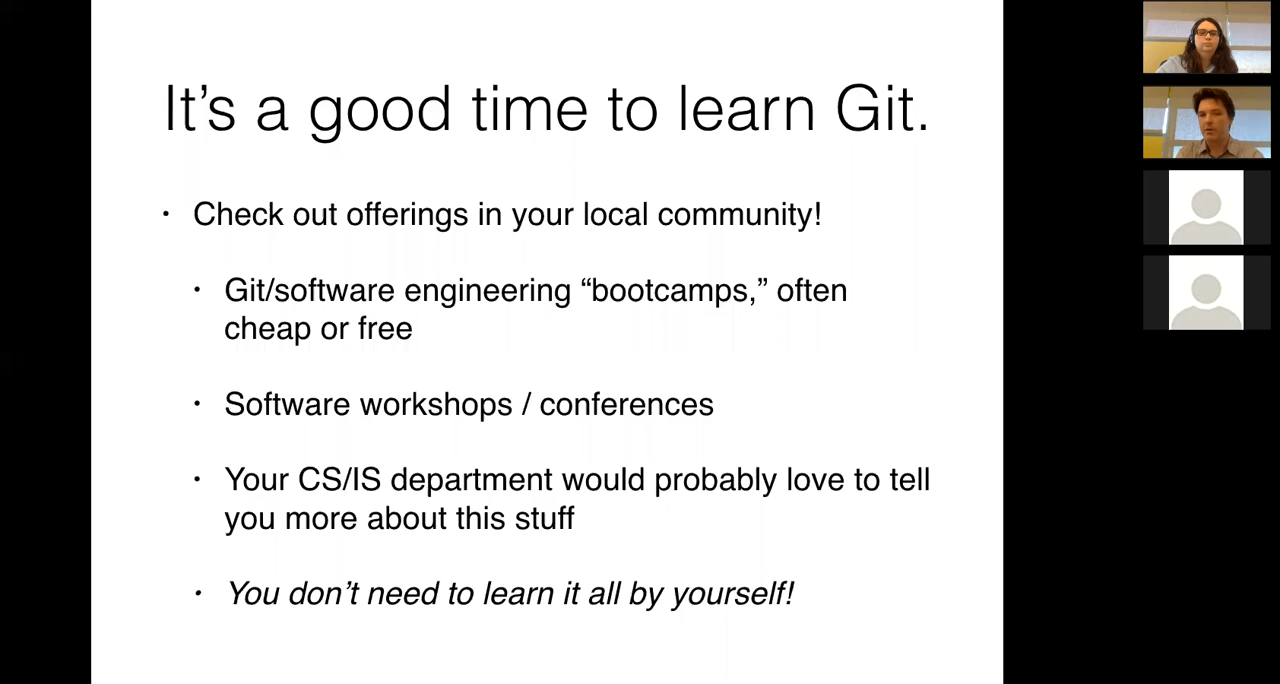 It’s a good time to learn Git.
• Check out offerings in your local community!
• Git/software engineering “bootcamps,” often
cheap or free
• Software workshops / conferences
• Your CS/IS department would probably love to tell
you more about this stuff
• You don’t need to learn it all by yourself!